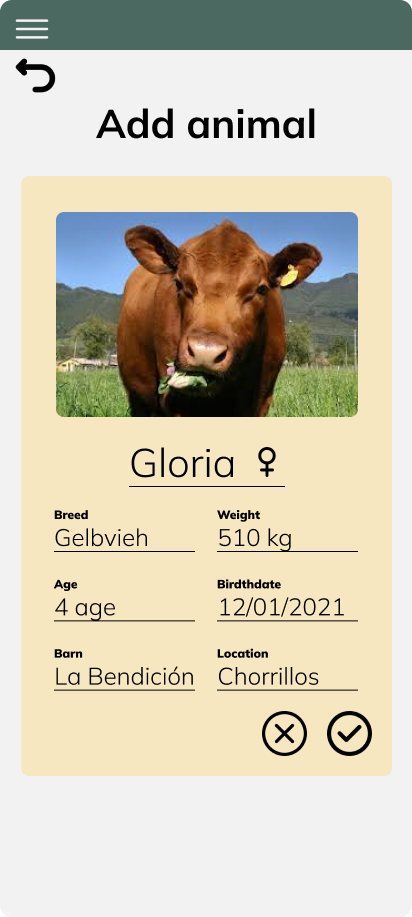 Add animal
Gloria ♀
Breed Weight
Gelbvieh 510 kg
Age Birdthdate
4 age 12/01/2021
Barn Location
La Bendición Chorrillos